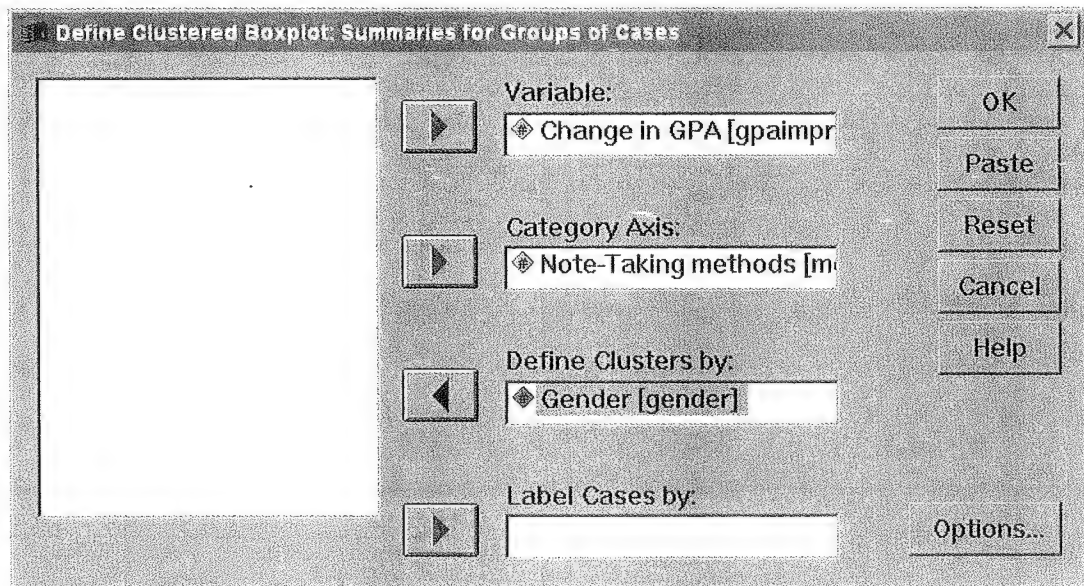 Define Clustered Boxplot: Summaries for Groups of Cases
Variable:
Change in GPA [gpaimpr
Category Axis:
Note-Taking methods [m
Define Clusters by:
Gender [gender]
Label Cases by:
OK
Paste
Reset
Cancel
Help
Options...